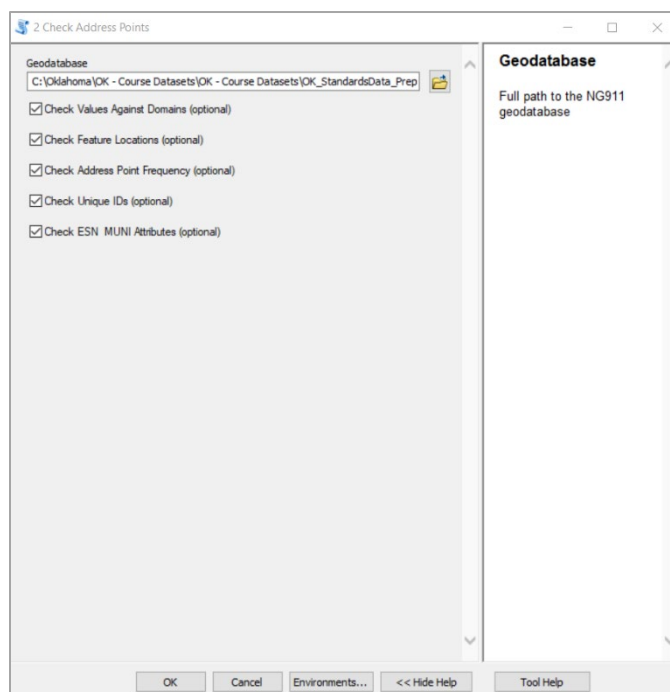 2 Check Address Points
Geodatabase
C:\Oklahoma\OK - Course Datasets\OK - Course Datasets\OK_StandardsData_Prep
Check Values Against Domains (optional)
Check Feature Locations (optional)
Check Address Point Frequency (optional)
Check Unique IDs (optional)
Check ESN MUNI Attributes (optional)
Geodatabase
Full path to the NG911
geodatabase
OK
Cancel
Environments...
<< Hide Help
Tool Help